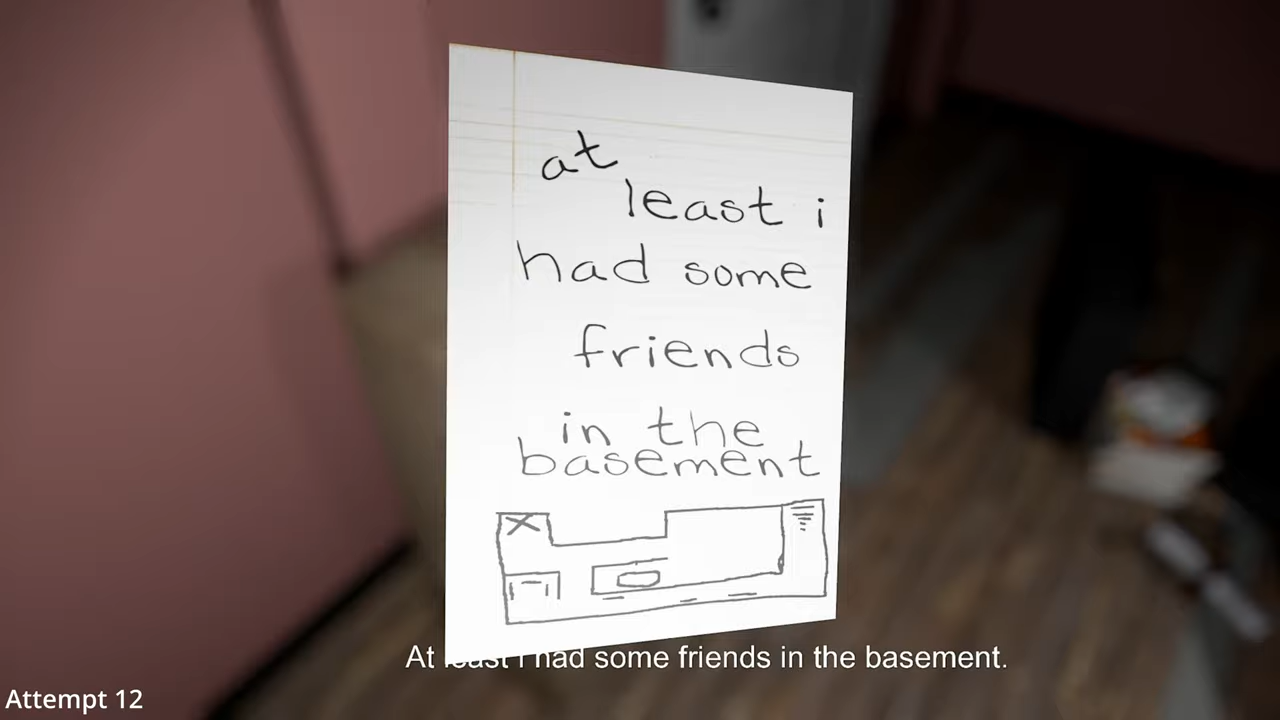 at
least i
had some
friends
in the
basement
At least i had some friends in the basement.
Attempt 12